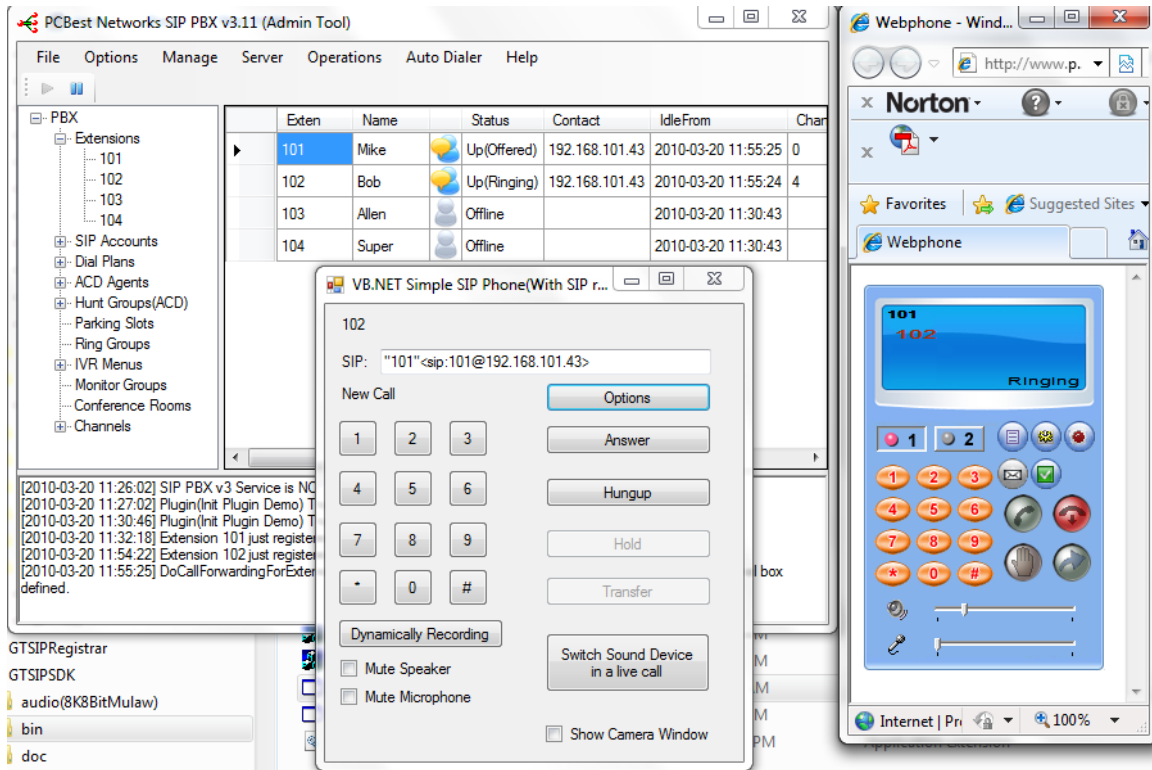 PCBest Networks SIP PBX v3.11 (Admin Tool)
File Options Manage Server Operations Auto Dialer Help
PBX
Extensions
101
102
103
104
SIP Accounts
Dial Plans
ACD Agents
Hunt Groups(ACD)
Parking Slots
Ring Groups
IVR Menus
Monitor Groups
Conference Rooms
Channels
Exten Name Status Contact IdleFrom Chan
101 Mike Up(Offered) 192.168.101.43 2010-03-20 11:55:25 0
102 Bob Up(Ringing) 192.168.101.43 2010-03-20 11:55:24 4
103 Allen Offline 2010-03-20 11:30:43
104 Super Offline 2010-03-20 11:30:43
[2010-03-20 11:26:02] SIP PBX v3 Service is NO
[2010-03-20 11:27:02] Plugin(Init Plugin Demo) T
[2010-03-20 11:30:46] Plugin(Init Plugin Demo) T
[2010-03-20 11:32:18] Extension 101 just register
[2010-03-20 11:54:22] Extension 102 just register
[2010-03-20 11:55:25] DoCallForwardingForExten l box
defined.
VB.NET Simple SIP Phone(With SIP r...
102
SIP: "101"<sip:101@192.168.101.43>
New Call
Options
1 2 3
Answer
4 5 6
Hungup
7 8 9
Hold
* 0 #
Transfer
Dynamically Recording
Switch Sound Device
in a live call
Mute Speaker
Mute Microphone
Show Camera Window
GTSIPRegistrar
GTSIPSDK
audio(8K8BitMulaw)
bin
doc
M
M
PM
Webphone - Wind...
http://www.p.
x Norton
x
Favorites Suggested Sites
Webphone
101
102
Ringing
1 2
1 2 3
4 5 6
7 8 9
* 0 #
Internet | Pr 100%